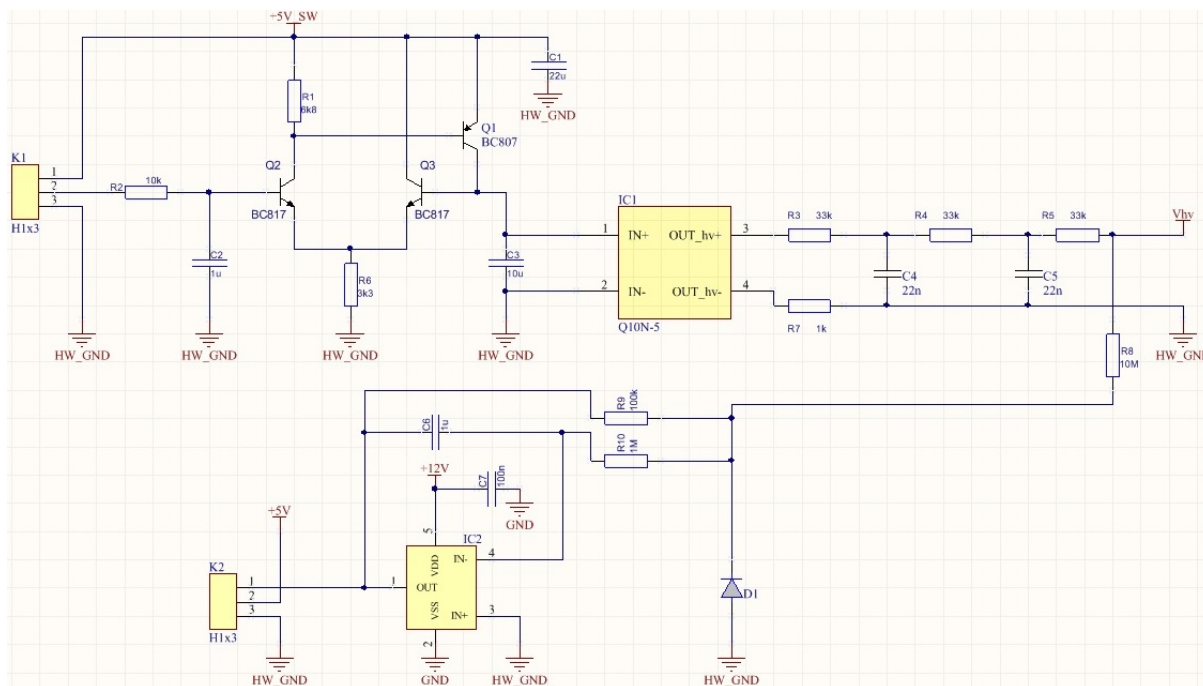 +5V_SW
C1
22u
HW_GND
R1
6k8
Q1
BC807
K1
1
2
3
H1x3
R2 10k
Q2
BC817
Q3
BC817
C2
1u
R6
3k3
C3
10u
HW_GND
HW_GND
HW_GND
HW_GND
IC1
1 IN+ OUT_hv+ 3
2 IN- OUT_hv- 4
Q10N-5
R3 33k
R4 33k
R5 33k
Vhv
C4
22n
C5
22n
R7 1k
HW_GND
R8
10M
R9
100k
C6
1u
R10
1M
+12V
C7
100n
GND
+5V
K2
1
2
3
H1x3
HW_GND
IC2
5
VDD
IN- 4
1 OUT
VSS
IN+ 3
2
GND
HW_GND
D1
HW_GND